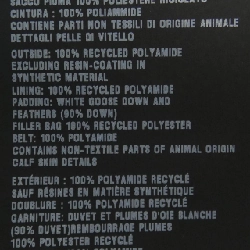 SACCO PIUMA 100% POLIESTERE RICICLATO
CINTURA : 100% POLIAMMIDE
CONTIENE PARTI NON TESSILI DI ORIGINE ANIMALE
DETTAGLI PELLE DI VITELLO
OUTSIDE: 100% RECYCLED POLYAMIDE
EXCLUDING RESIN-COATING IN
SYNTHETIC MATERIAL
LINING: 100% RECYCLED POLYAMIDE
PADDING: WHITE GOOSE DOWN AND
FEATHERS (90% DOWN)
FILLER BAG 100% RECYCLED POLYESTER
BELT: 100% POLYAMIDE
CONTAINS NON-TEXTILE PARTS OF ANIMAL ORIGIN
CALF SKIN DETAILS
EXTÉRIEUR : 100% POLYAMIDE RECYCLÉ
SAUF RÉSINES EN MATIÈRE SYNTHÉTIQUE
DOUBLURE : 100% POLYAMIDE RECYCLÉ
GARNITURE: DUVET ET PLUMES D'OIE BLANCHE
(90% DUVET)REMBOURRAGE PLUMES
100% POLYESTER RECYCLÉ
100% POLYAMIDE